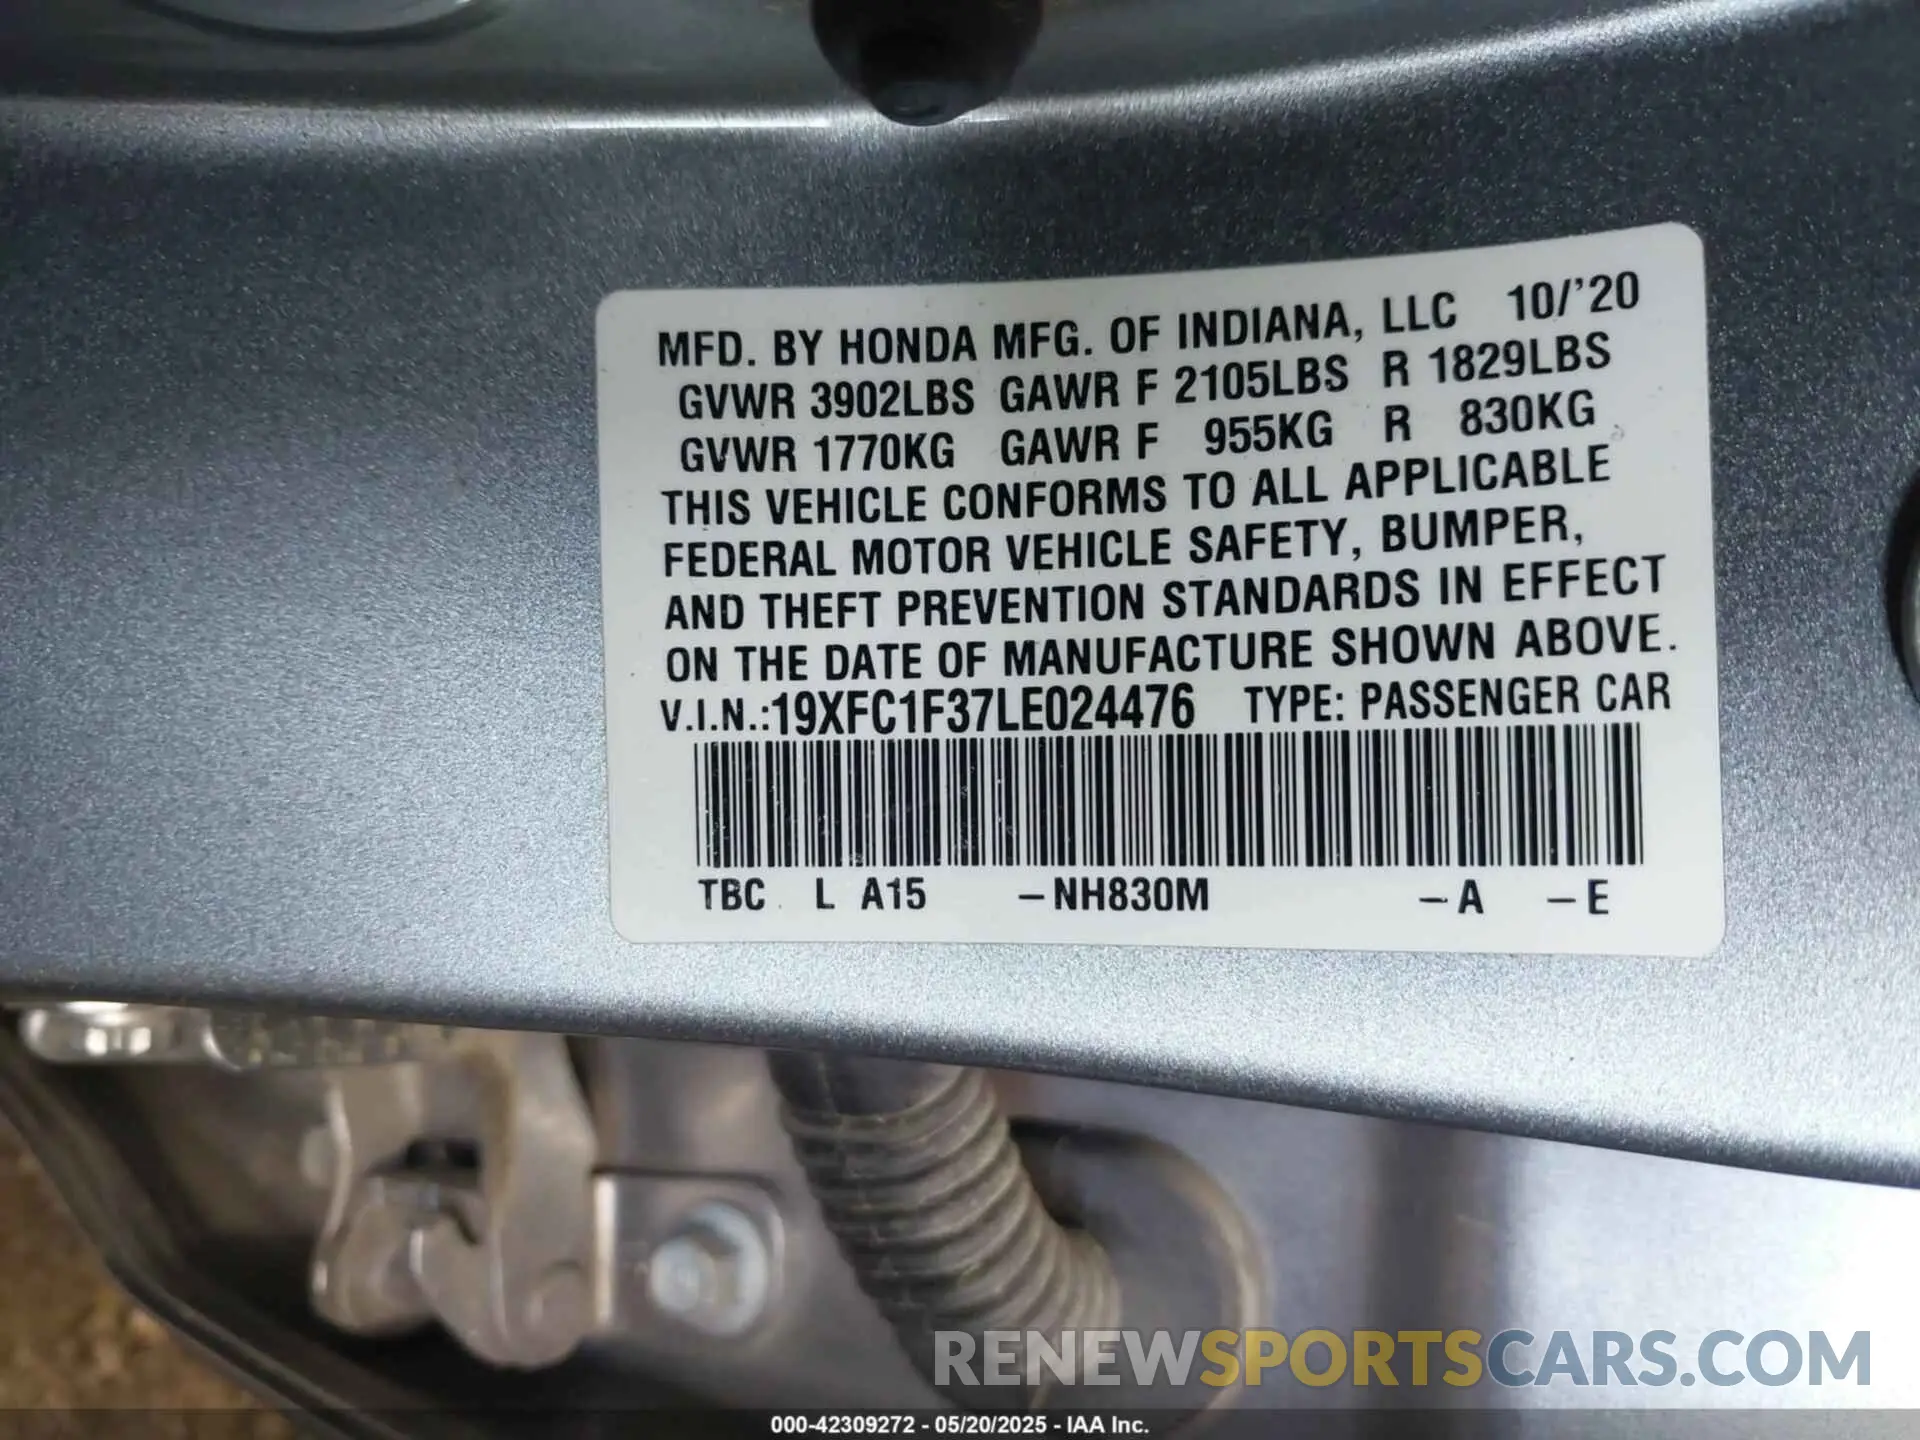 MFD. BY HONDA MFG. OF INDIANA, LLC 10/'20
GVWR 3902LBS GAWR F 2105LBS R 1829LBS
GVWR 1770KG GAWR F 955KG R 830KG
THIS VEHICLE CONFORMS TO ALL APPLICABLE
FEDERAL MOTOR VEHICLE SAFETY, BUMPER,
AND THEFT PREVENTION STANDARDS IN EFFECT
ON THE DATE OF MANUFACTURE SHOWN ABOVE.
V.I.N.:19XFC1F37LE024476 TYPE: PASSENGER CAR
TBC L A15 –NH830M –A –E
RENEWSPORTSCARS.COM
000-42309272 - 05/20/2025 - IAA Inc.